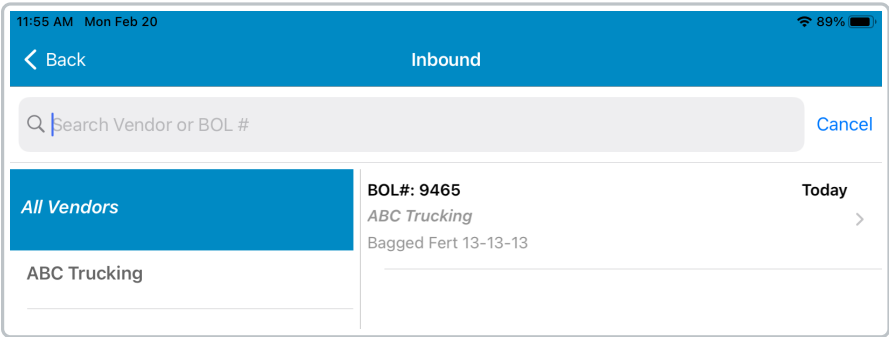 11:55 AM Mon Feb 20 89%
Back Inbound
Search Vendor or BOL # Cancel
All Vendors
ABC Trucking
BOL#: 9465 Today
ABC Trucking
Bagged Fert 13-13-13